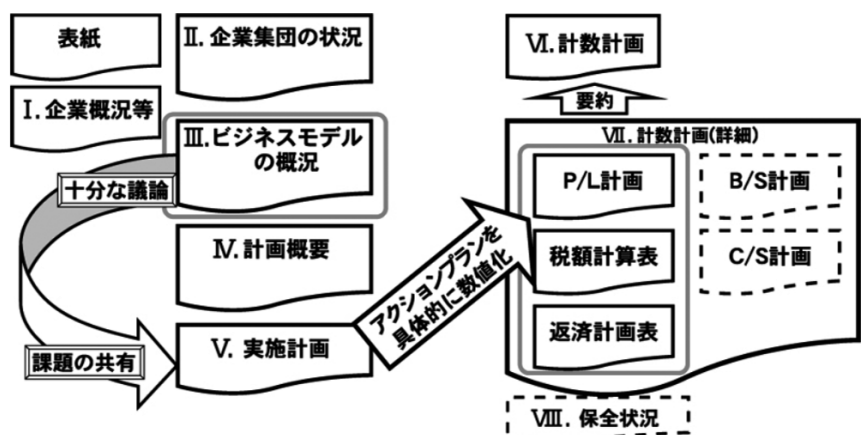 表紙
Ⅱ.企業集団の状況
Ⅰ.企業概況等
Ⅲ.ビジネスモデル
の概況
十分な議論
Ⅳ.計画概要
課題の共有
Ⅴ. 実施計画
アクションプランを
具体的に数値化
Ⅵ.計数計画
要約
Ⅶ.計数計画(詳細)
P/L計画
B/S計画
税額計算表
C/S計画
返済計画表
Ⅷ. 保全状況